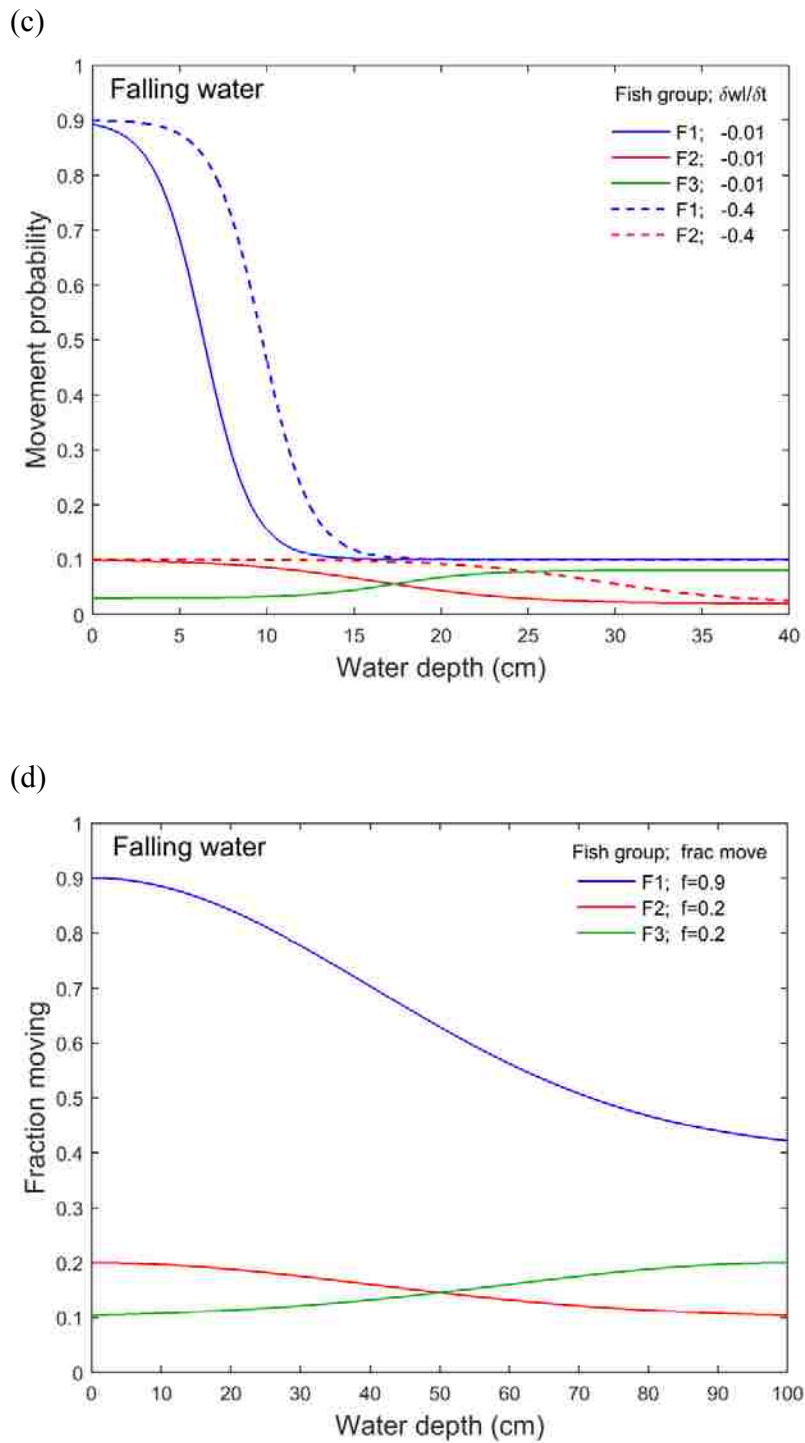 (c)
Falling water
Fish group; δwl/δt
F1; -0.01
F2; -0.01
F3; -0.01
F1; -0.4
F2; -0.4
1
0.9
0.8
0.7
0.6
0.5
0.4
0.3
0.2
0.1
0
Movement probability
0 5 10 15 20 25 30 35 40
Water depth (cm)
(d)
Falling water
Fish group; frac move
F1; f=0.9
F2; f=0.2
F3; f=0.2
1
0.9
0.8
0.7
0.6
0.5
0.4
0.3
0.2
0.1
0
Fraction moving
0 10 20 30 40 50 60 70 80 90 100
Water depth (cm)